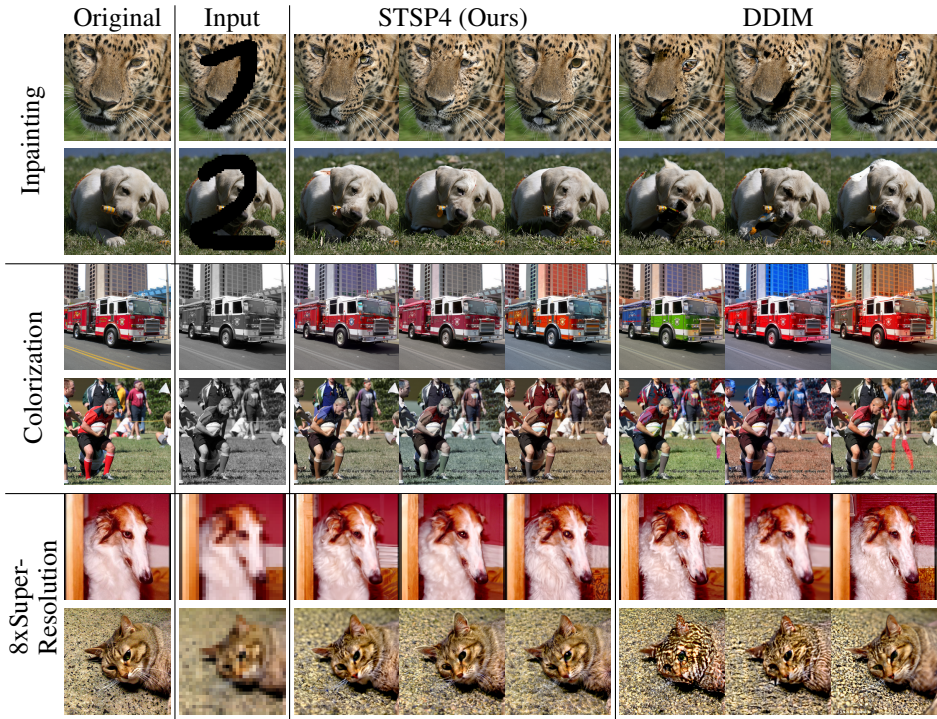 Original Input STSP4 (Ours) DDIM
Inpainting
Colorization
8xSuper-
Resolution